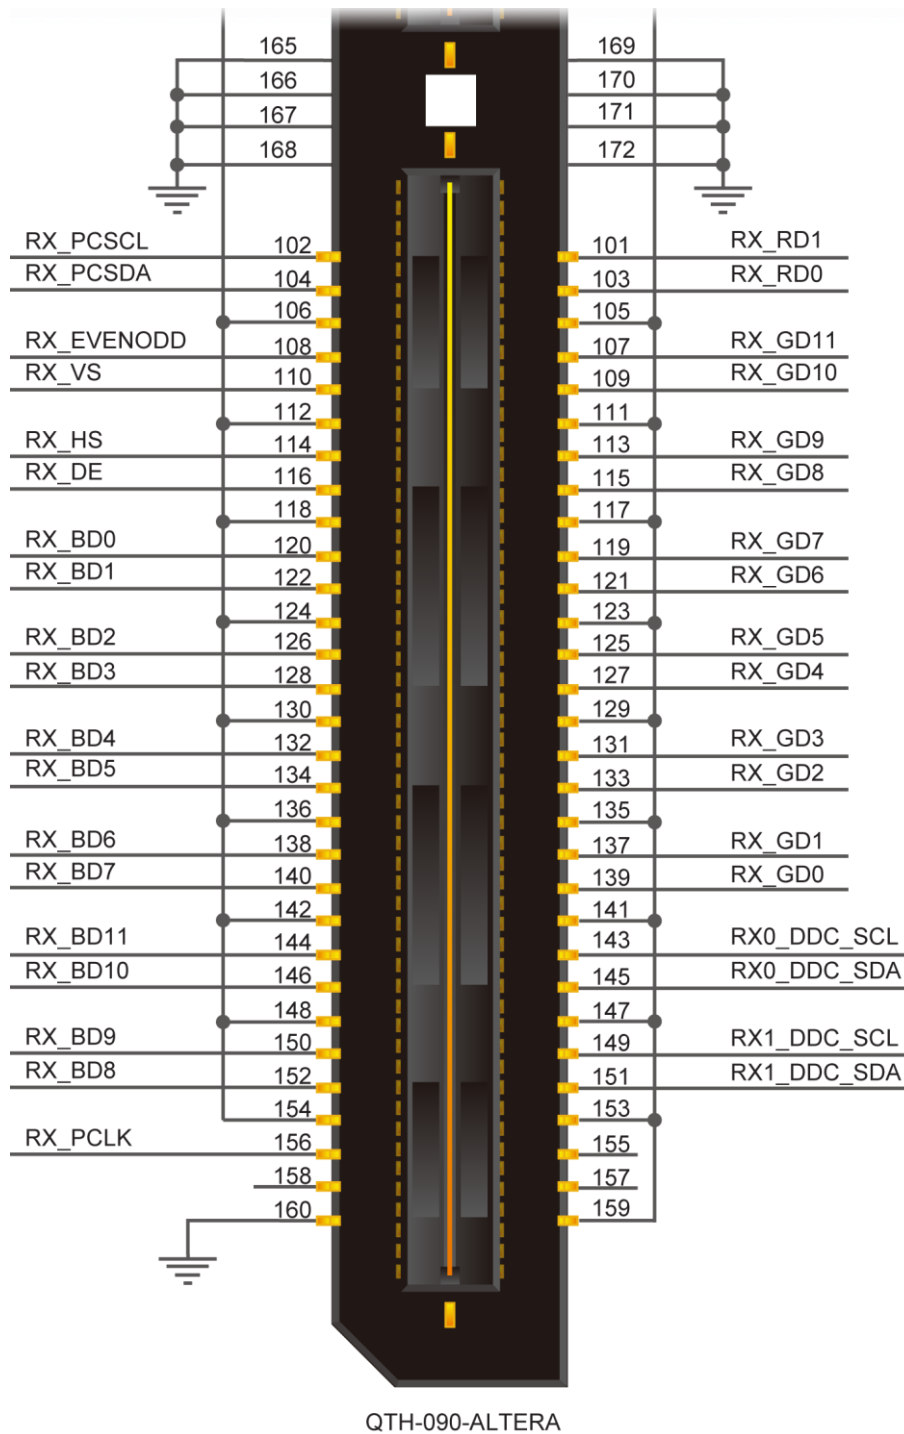 165 169
166 170
167 171
168 172
RX_PCSCL 102 101 RX_RD1
RX_PCSDA 104 103 RX_RD0
106 105
RX_EVENODD 108 107 RX_GD11
RX_VS 110 109 RX_GD10
112 111
RX_HS 114 113 RX_GD9
RX_DE 116 115 RX_GD8
118 117
RX_BD0 120 119 RX_GD7
RX_BD1 122 121 RX_GD6
124 123
RX_BD2 126 125 RX_GD5
RX_BD3 128 127 RX_GD4
130 129
RX_BD4 132 131 RX_GD3
RX_BD5 134 133 RX_GD2
136 135
RX_BD6 138 137 RX_GD1
RX_BD7 140 139 RX_GD0
142 141
RX_BD11 144 143 RX0_DDC_SCL
RX_BD10 146 145 RX0_DDC_SDA
148 147
RX_BD9 150 149 RX1_DDC_SCL
RX_BD8 152 151 RX1_DDC_SDA
154 153
RX_PCLK 156 155
158 157
160 159
QTH-090-ALTERA